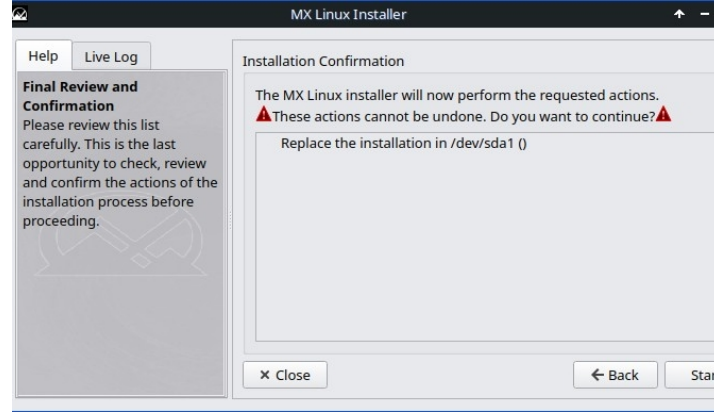 MX Linux Installer
Help
Live Log
Final Review and
Confirmation
Please review this list
carefully. This is the last
opportunity to check, review
and confirm the actions of the
installation process before
proceeding.
Installation Confirmation
The MX Linux installer will now perform the requested actions.
These actions cannot be undone. Do you want to continue?
Replace the installation in /dev/sda1 ()
Close
Back